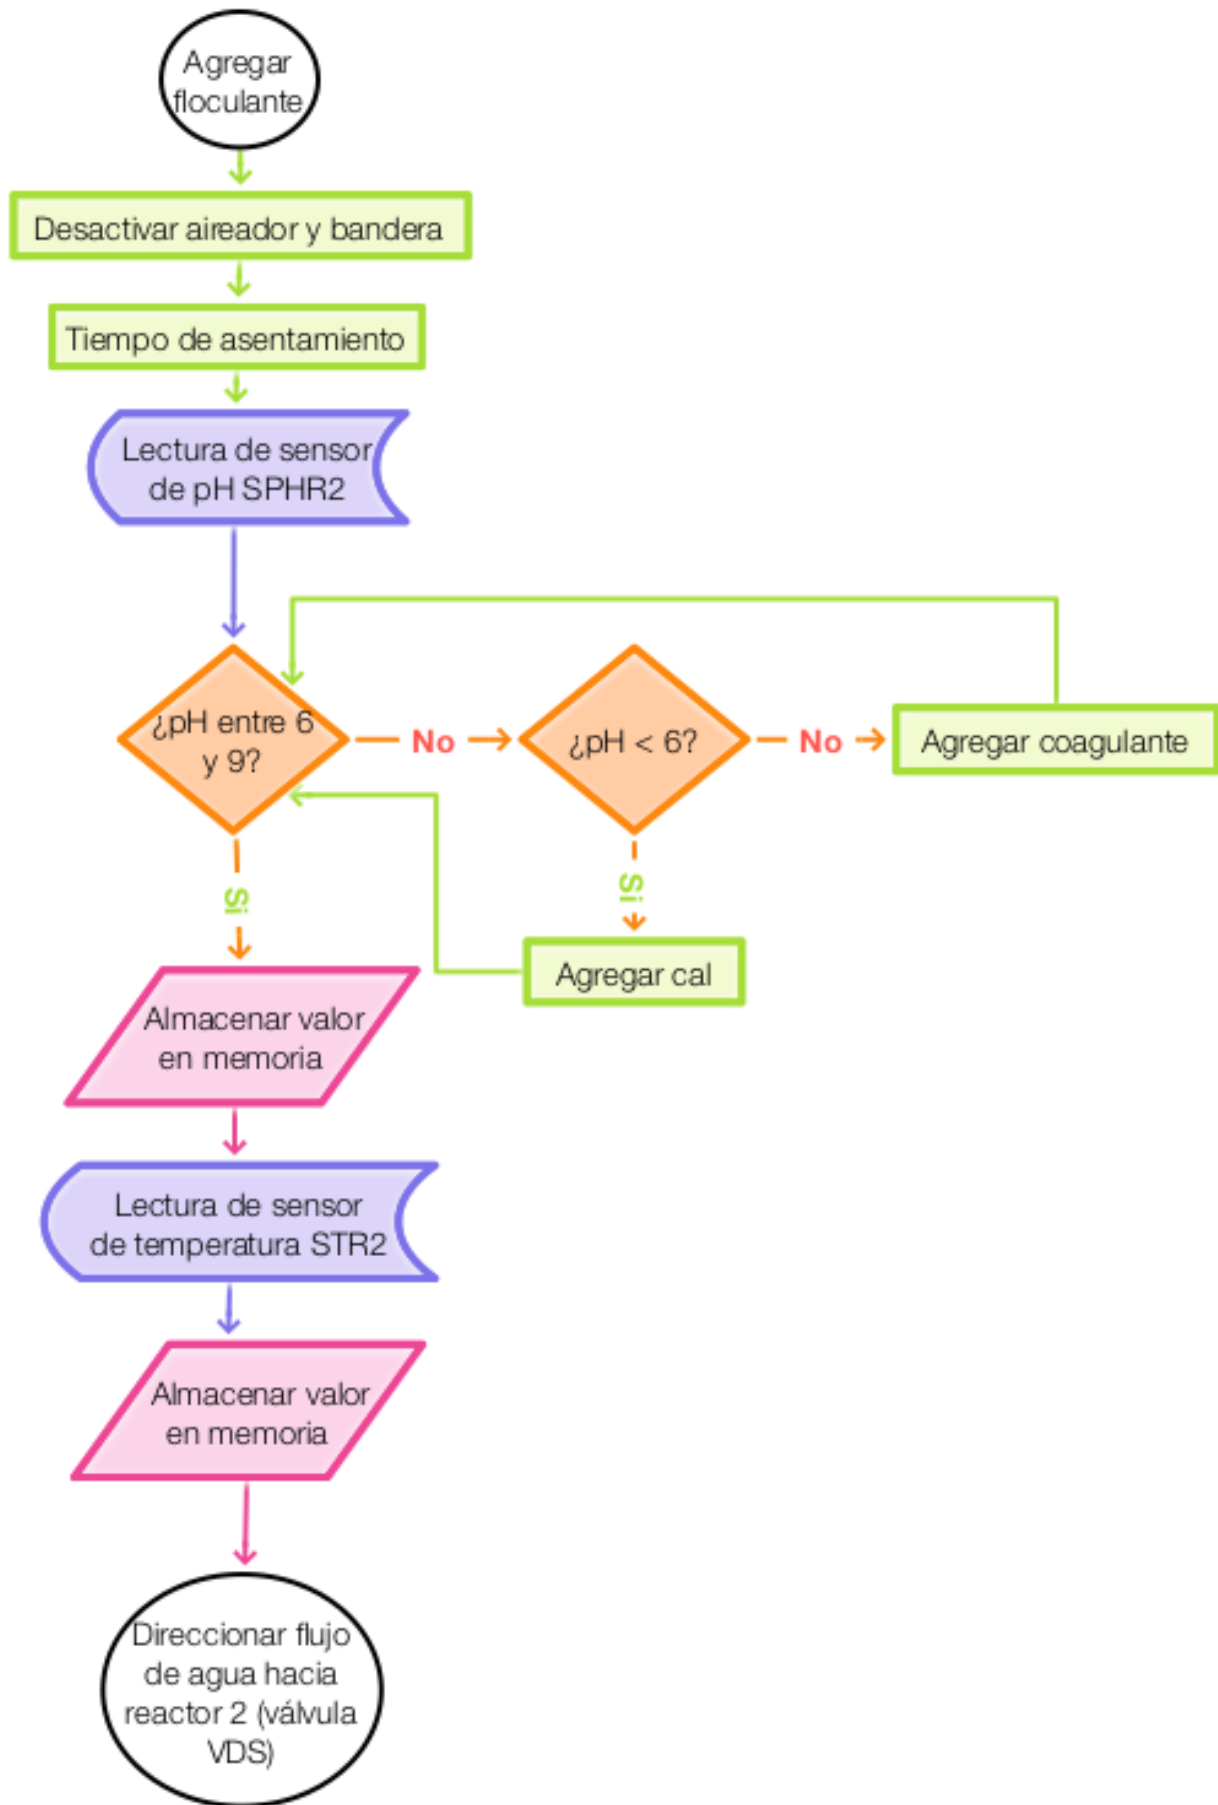 Agregar
floculante
Desactivar aireador y bandera
Tiempo de asentamiento
Lectura de sensor
de pH SPHR2
¿pH entre 6
y 9?
No
¿pH < 6?
No
Agregar coagulante
Si
Si
Agregar cal
Almacenar valor
en memoria
Lectura de sensor
de temperatura STR2
Almacenar valor
en memoria
Direccionar flujo
de agua hacia
reactor 2 (válvula
VDS)